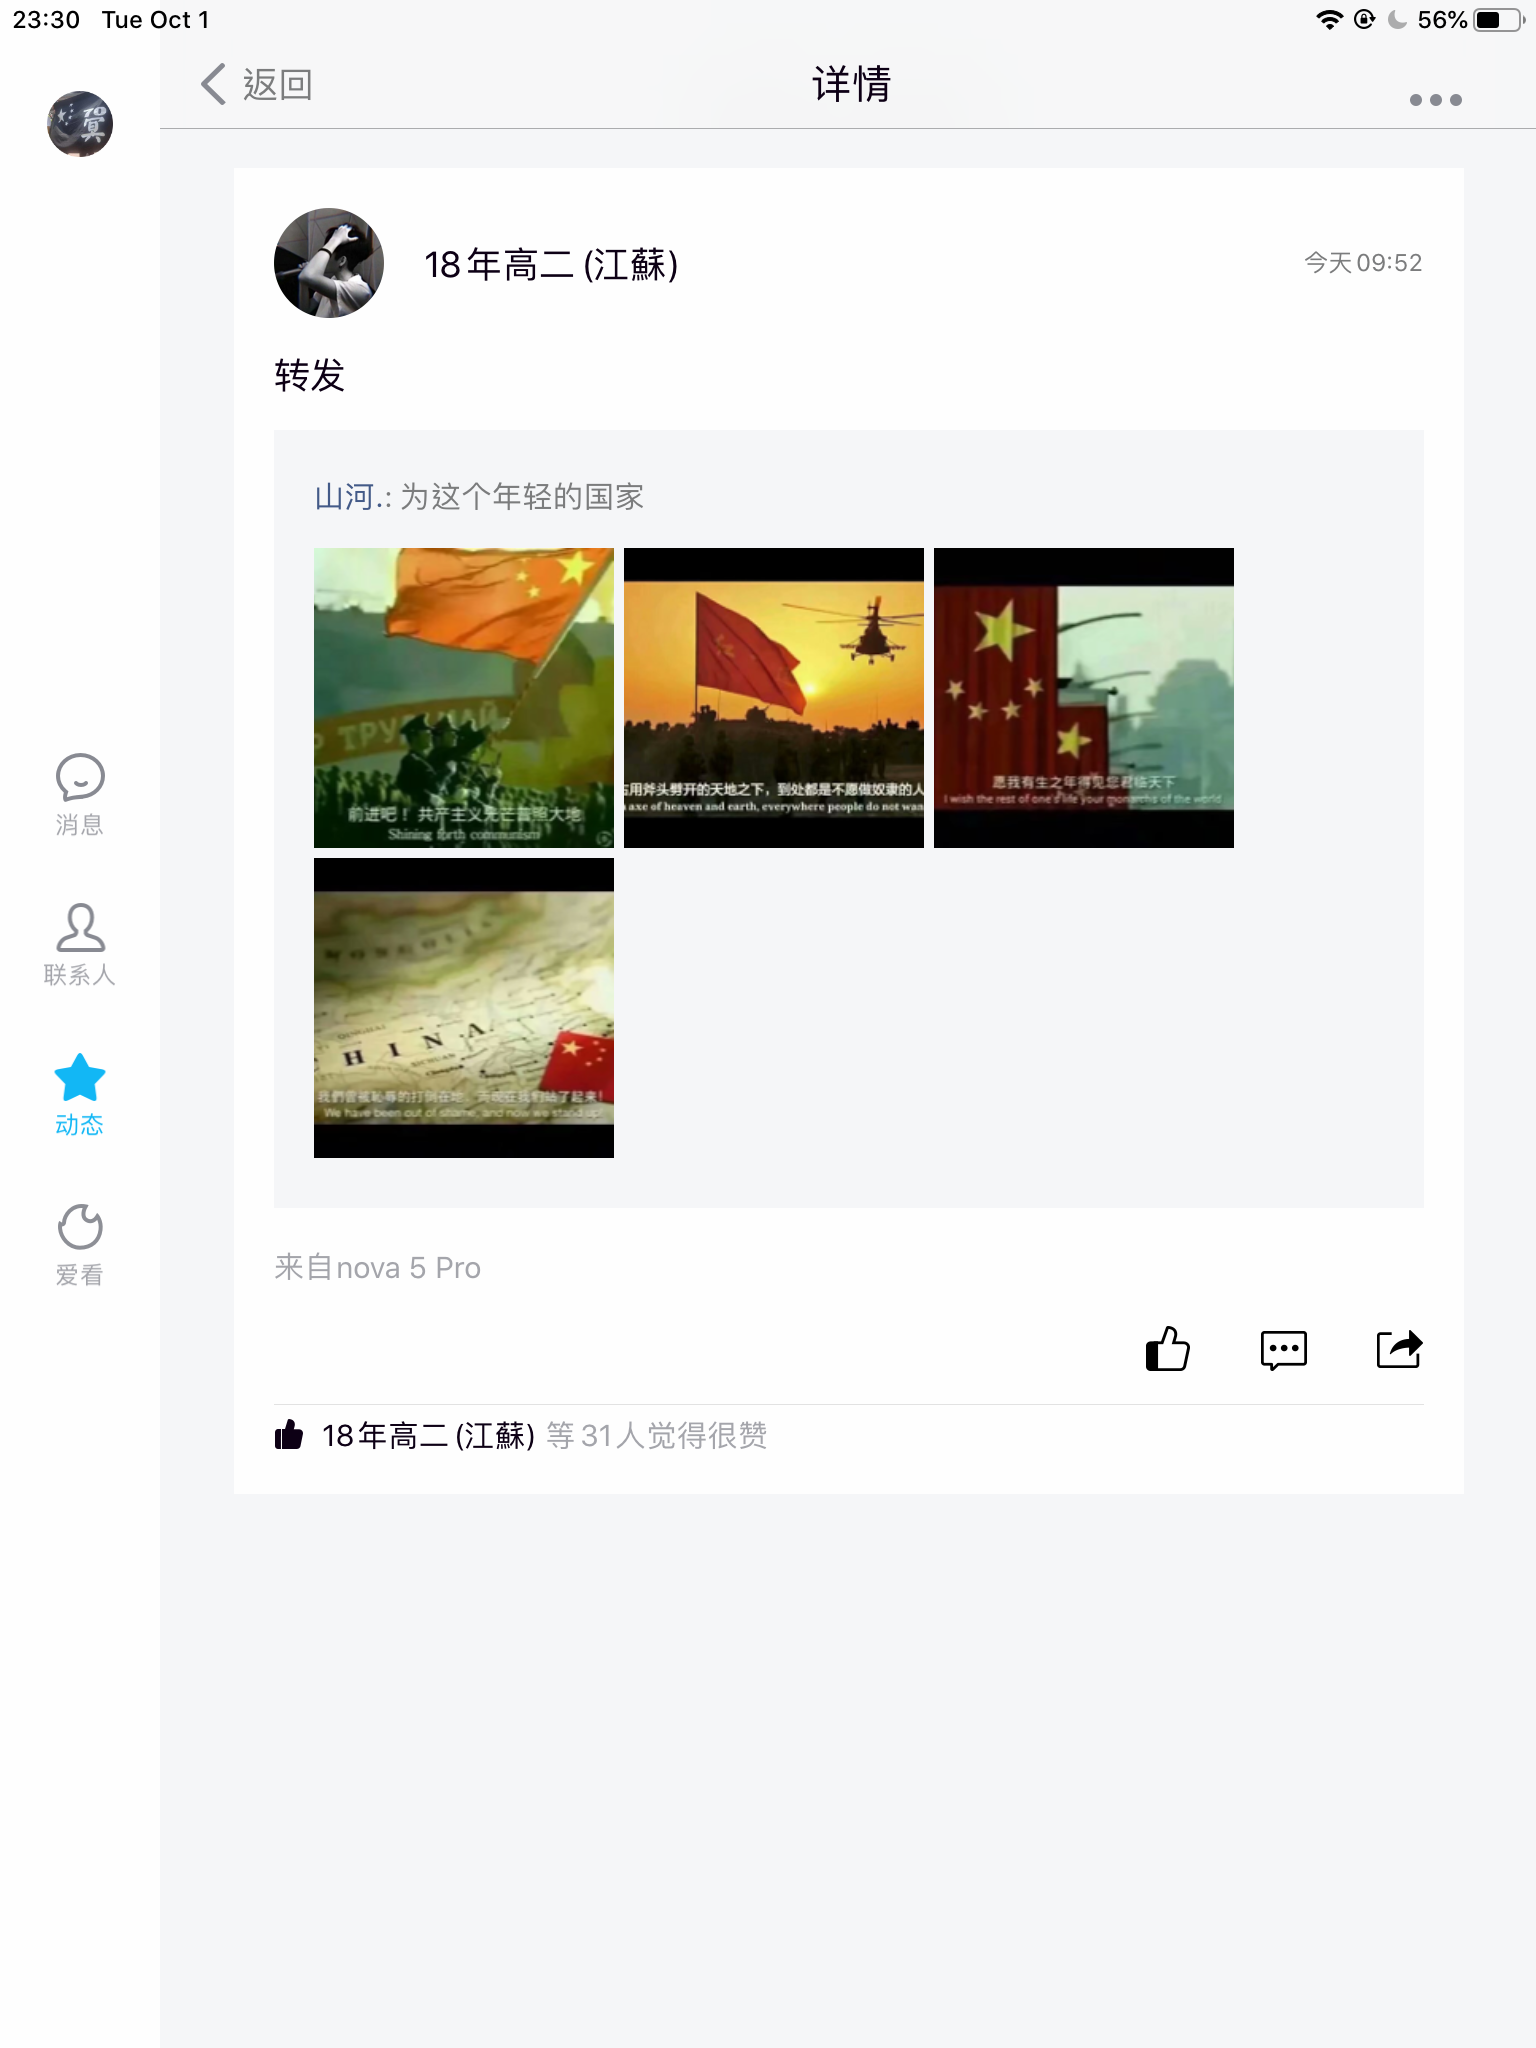 23:30 Tue Oct 1
56%
返回
详情
18年高二(江蘇)
今天09:52
转发
山河.: 为这个年轻的国家
前进吧！共产主义光芒普照大地
Shining forth communism
用斧头劈开的天地之下，到处都是不愿做奴隶的人
axe of heaven and earth, everywhere people do not wan
愿我有生之年得见您君临天下
I wish the rest of one's life your monarchs of the world
MONGOLIA
QINGHAI
HINA
SICHUAN
我們曾被恥辱的打倒在地，而现在我们站了起来！
We have been out of shame, and now we stand up!
消息
联系人
动态
爱看
来自nova 5 Pro
18年高二(江蘇) 等31人觉得很赞